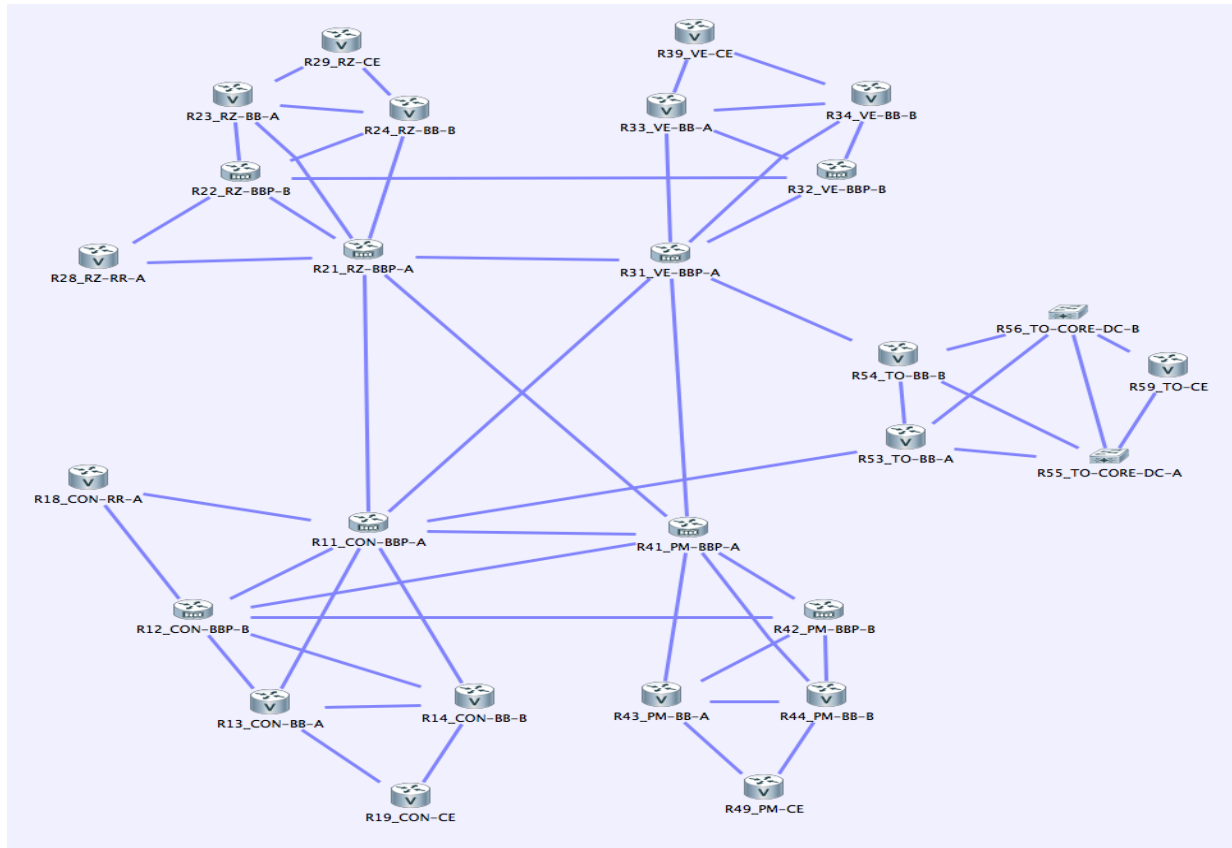 R29_RZ-CE
R39_VE-CE
R23_RZ-BB-A
R24_RZ-BB-B
R33_VE-BB-A
R34_VE-BB-B
R22_RZ-BBP-B
R32_VE-BBP-B
R28_RZ-RR-A
R21_RZ-BBP-A
R31_VE-BBP-A
R56_TO-CORE-DC-B
R54_TO-BB-B
R59_TO-CE
R53_TO-BB-A
R55_TO-CORE-DC-A
R18_CON-RR-A
R11_CON-BBP-A
R41_PM-BBP-A
R12_CON-BBP-B
R42_PM-BBP-B
R13_CON-BB-A
R14_CON-BB-B
R43_PM-BB-A
R44_PM-BB-B
R19_CON-CE
R49_PM-CE